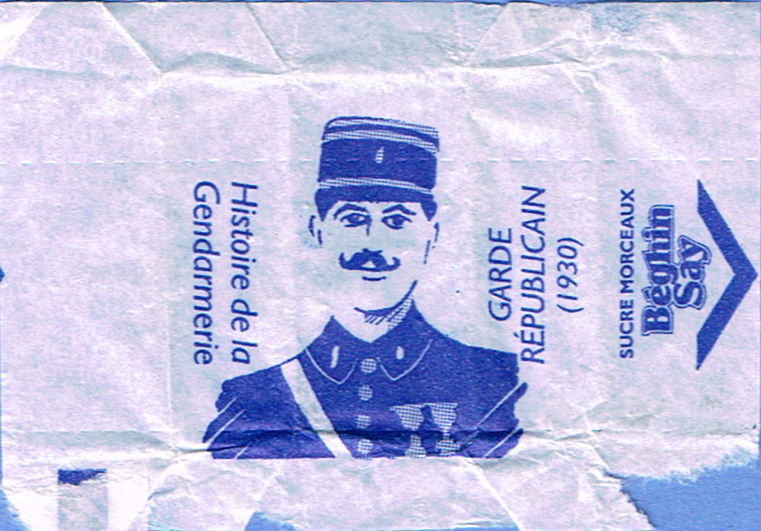 Histoire de la
Gendarmerie
GARDE
RÉPUBLICAIN
(1930)
SUCRE MORCEAUX
Béghin
Say